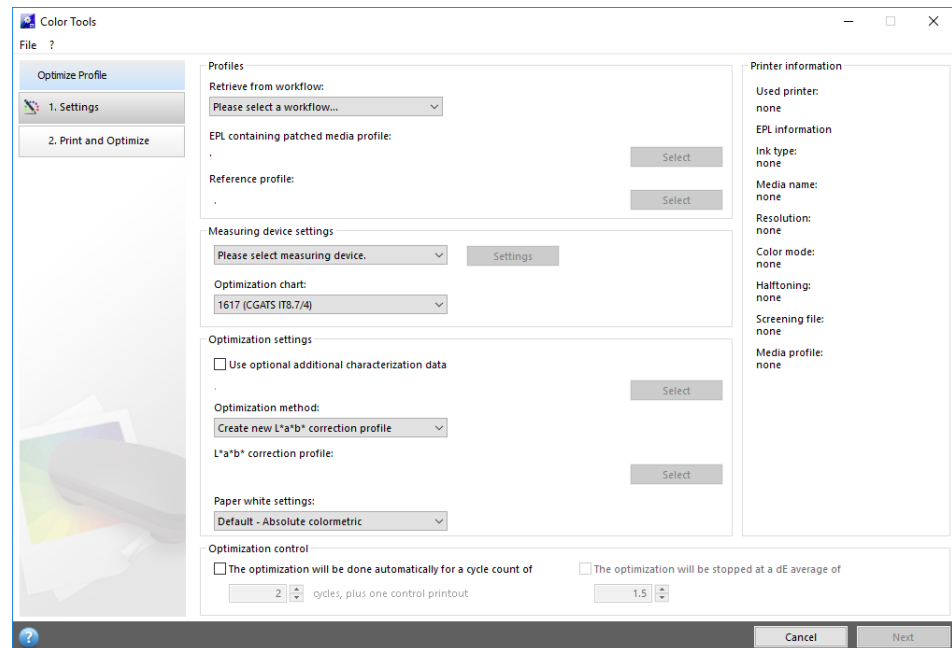 Color Tools
File ?
Optimize Profile
1. Settings
2. Print and Optimize
Profiles
Retrieve from workflow:
Please select a workflow...
EPL containing patched media profile:
.
Select
Reference profile:
.
Select
Measuring device settings
Please select measuring device.
Settings
Optimization chart:
1617 (CGATS IT8.7/4)
Optimization settings
Use optional additional characterization data
.
Select
Optimization method:
Create new L*a*b* correction profile
L*a*b* correction profile:
Select
Paper white settings:
Default - Absolute colormetric
Optimization control
The optimization will be done automatically for a cycle count of
2 cycles, plus one control printout
The optimization will be stopped at a dE average of
1.5
Printer information
Used printer:
none
EPL information
Ink type:
none
Media name:
none
Resolution:
none
Color mode:
none
Halftoning:
none
Screening file:
none
Media profile:
none
?
Cancel
Next